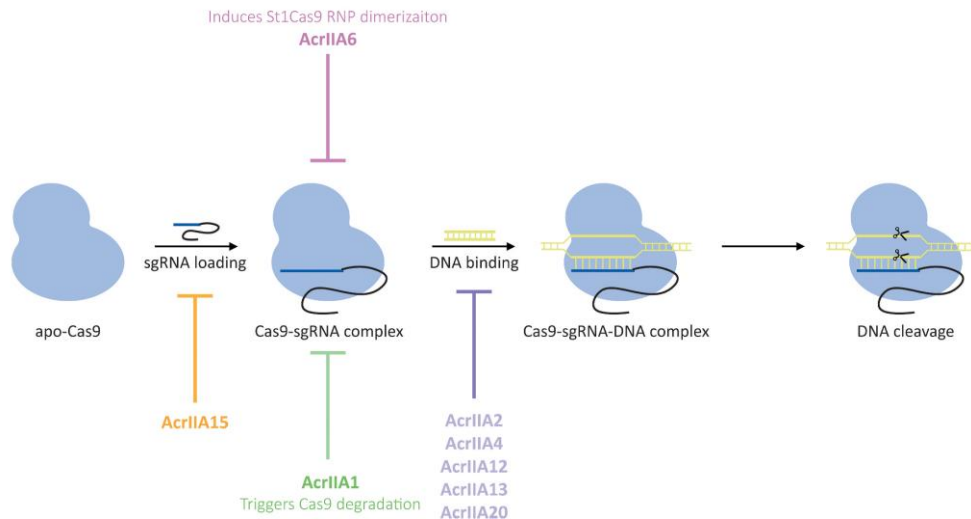 Induces St1Cas9 RNP dimerizaiton
AcrIIA6
sgRNA loading
DNA binding
apo-Cas9
Cas9-sgRNA complex
Cas9-sgRNA-DNA complex
DNA cleavage
AcrIIA15
AcrIIA1
Triggers Cas9 degradation
AcrIIA2
AcrIIA4
AcrIIA12
AcrIIA13
AcrIIA20